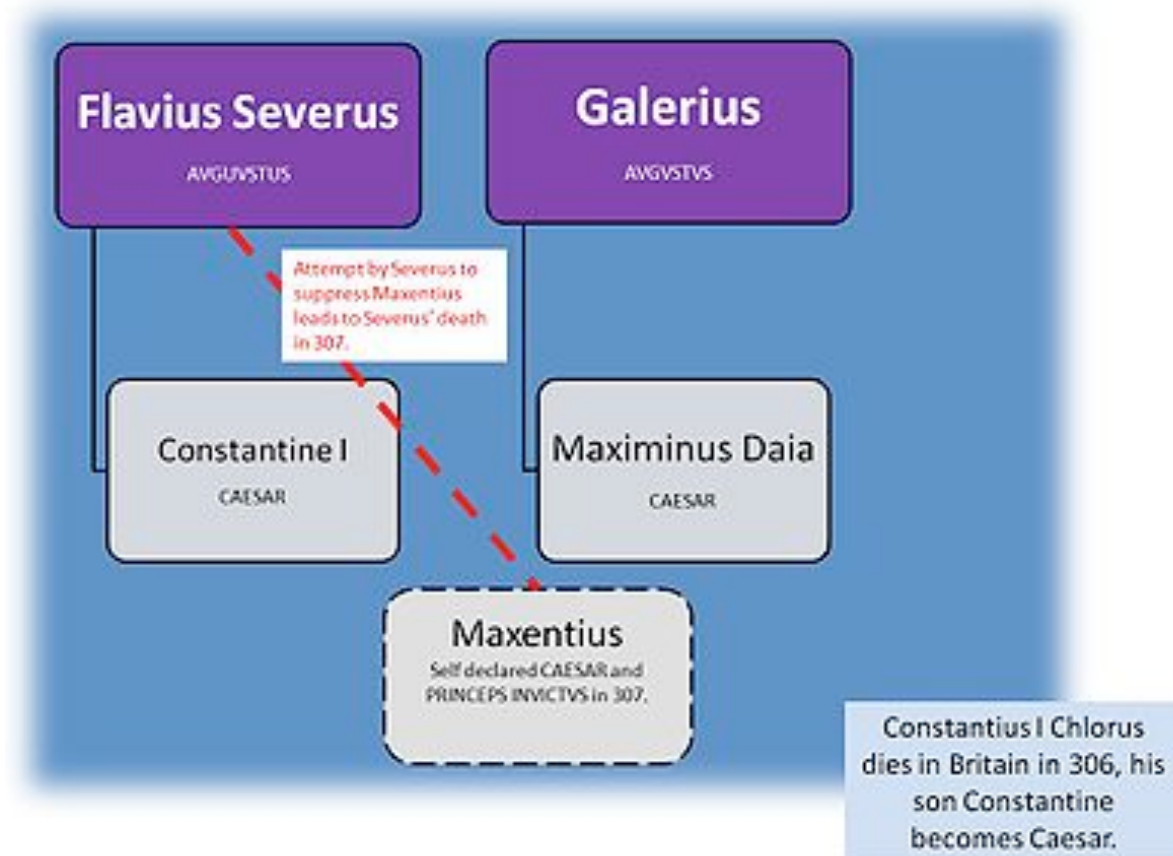 Flavius Severus
AVGUVSTUS
Galerius
AVGVSTVS
Attempt by Severus to
suppress Maxentius
leads to Severus' death
in 307.
Constantine I
CAESAR
Maximinus Daia
CAESAR
Maxentius
Self declared CAESAR and
PRINCEPS INVICTVS in 307.
Constantius I Chlorus
dies in Britain in 306, his
son Constantine
becomes Caesar.